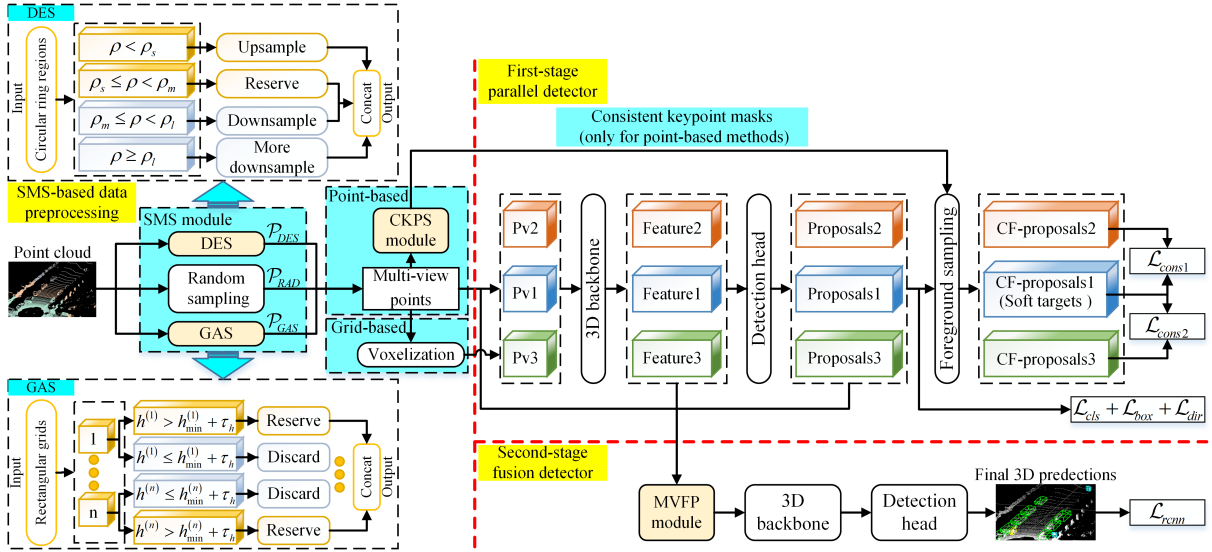 DES
Input
Circular ring regions
ρ < ρ_s
Upsample
ρ_s ≤ ρ < ρ_m
Reserve
ρ_m ≤ ρ < ρ_l
Downsample
ρ ≥ ρ_l
More
downsample
Concat
Output
SMS-based data
preprocessing
SMS module
Point cloud
DES
P_DES
Random
sampling
P_RAD
GAS
P_GAS
Point-based
CKPS
module
Multi-view
points
Grid-based
Voxelization
GAS
Input
Rectangular grids
1
n
h^(1) > h_min^(1) + τ_h
Reserve
h^(1) ≤ h_min^(1) + τ_h
Discard
h^(n) ≤ h_min^(n) + τ_h
Discard
h^(n) > h_min^(n) + τ_h
Reserve
Concat
Output
First-stage
parallel detector
Consistent keypoint masks
(only for point-based methods)
Pv2
Pv1
Pv3
3D backbone
Feature2
Feature1
Feature3
Detection head
Proposals2
Proposals1
Proposals3
Foreground sampling
CF-proposals2
CF-proposals1
(Soft targets )
CF-proposals3
L_cons1
L_cons2
L_cls + L_box + L_dir
Second-stage
fusion detector
MVFP
module
3D
backbone
Detection
head
Final 3D predections
L_rcnn